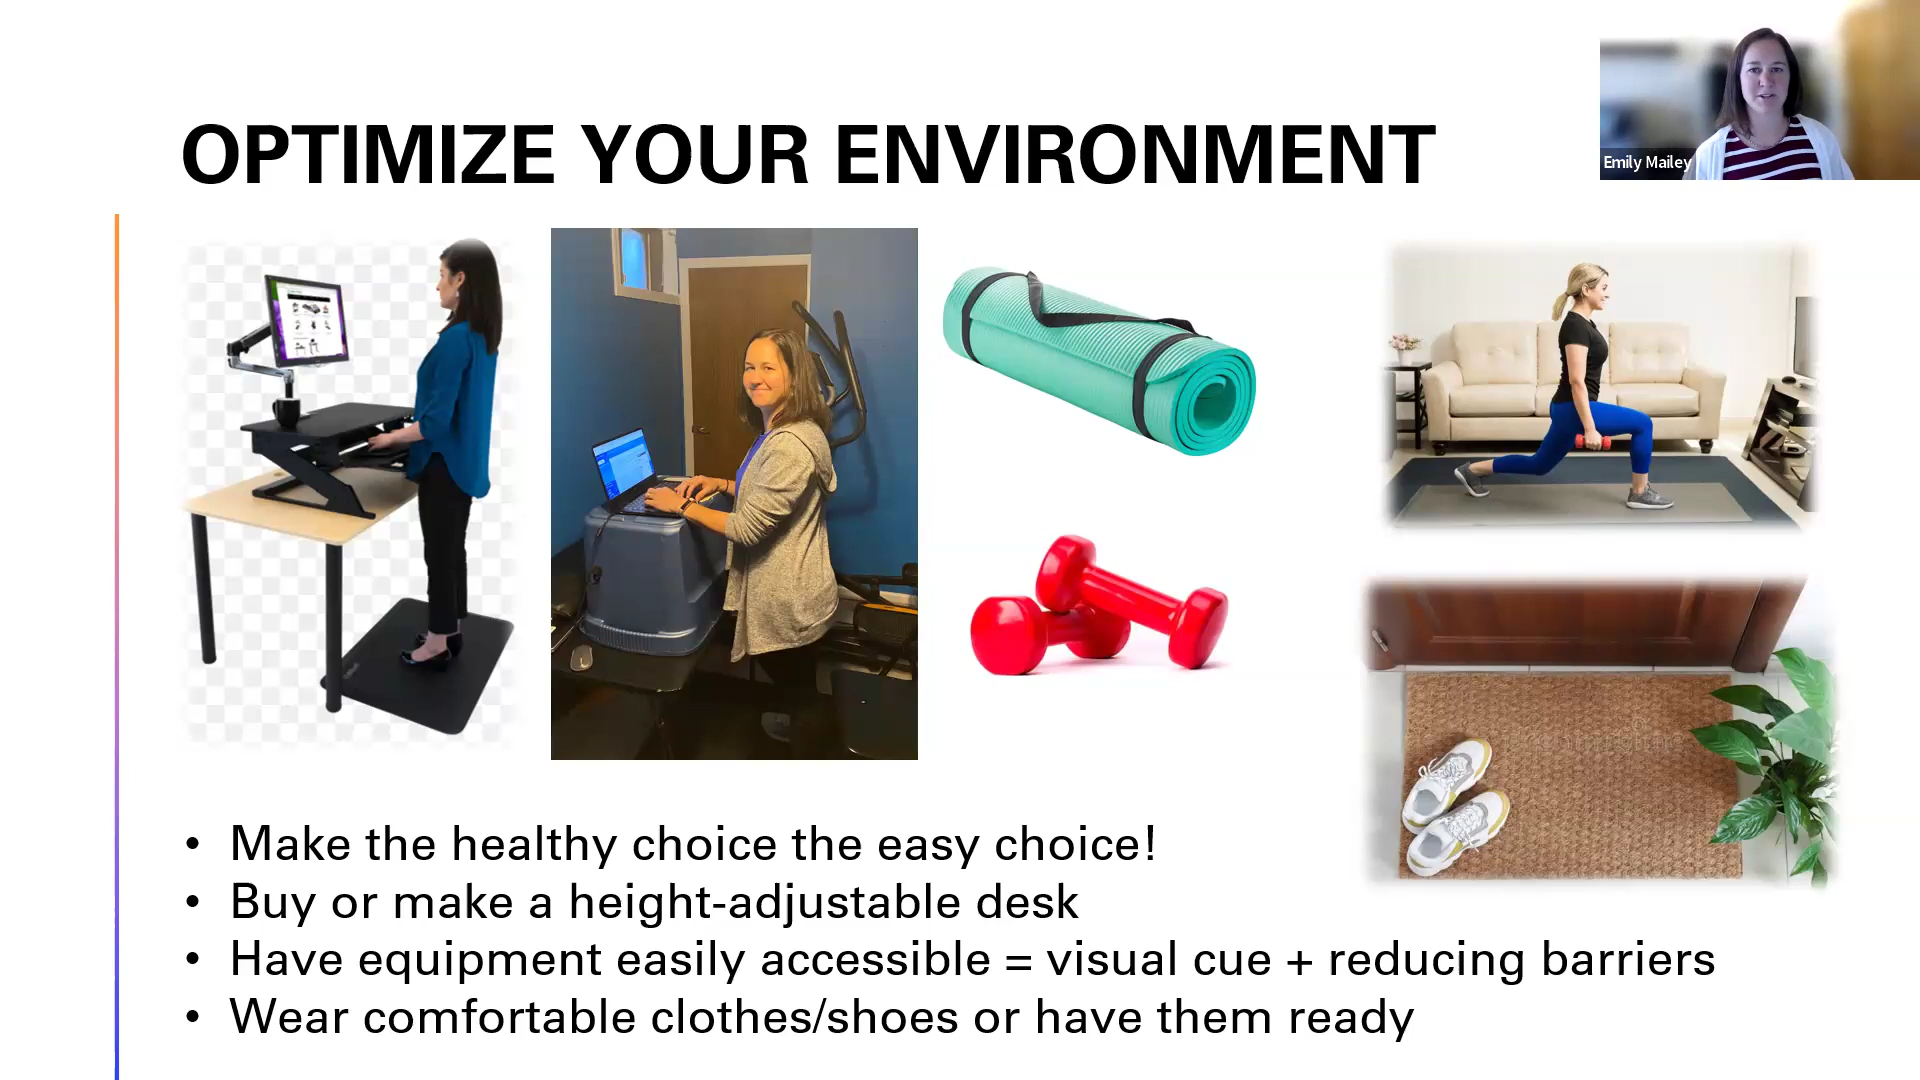 Emily Mailey
OPTIMIZE YOUR ENVIRONMENT
• Make the healthy choice the easy choice!
• Buy or make a height-adjustable desk
• Have equipment easily accessible = visual cue + reducing barriers
• Wear comfortable clothes/shoes or have them ready